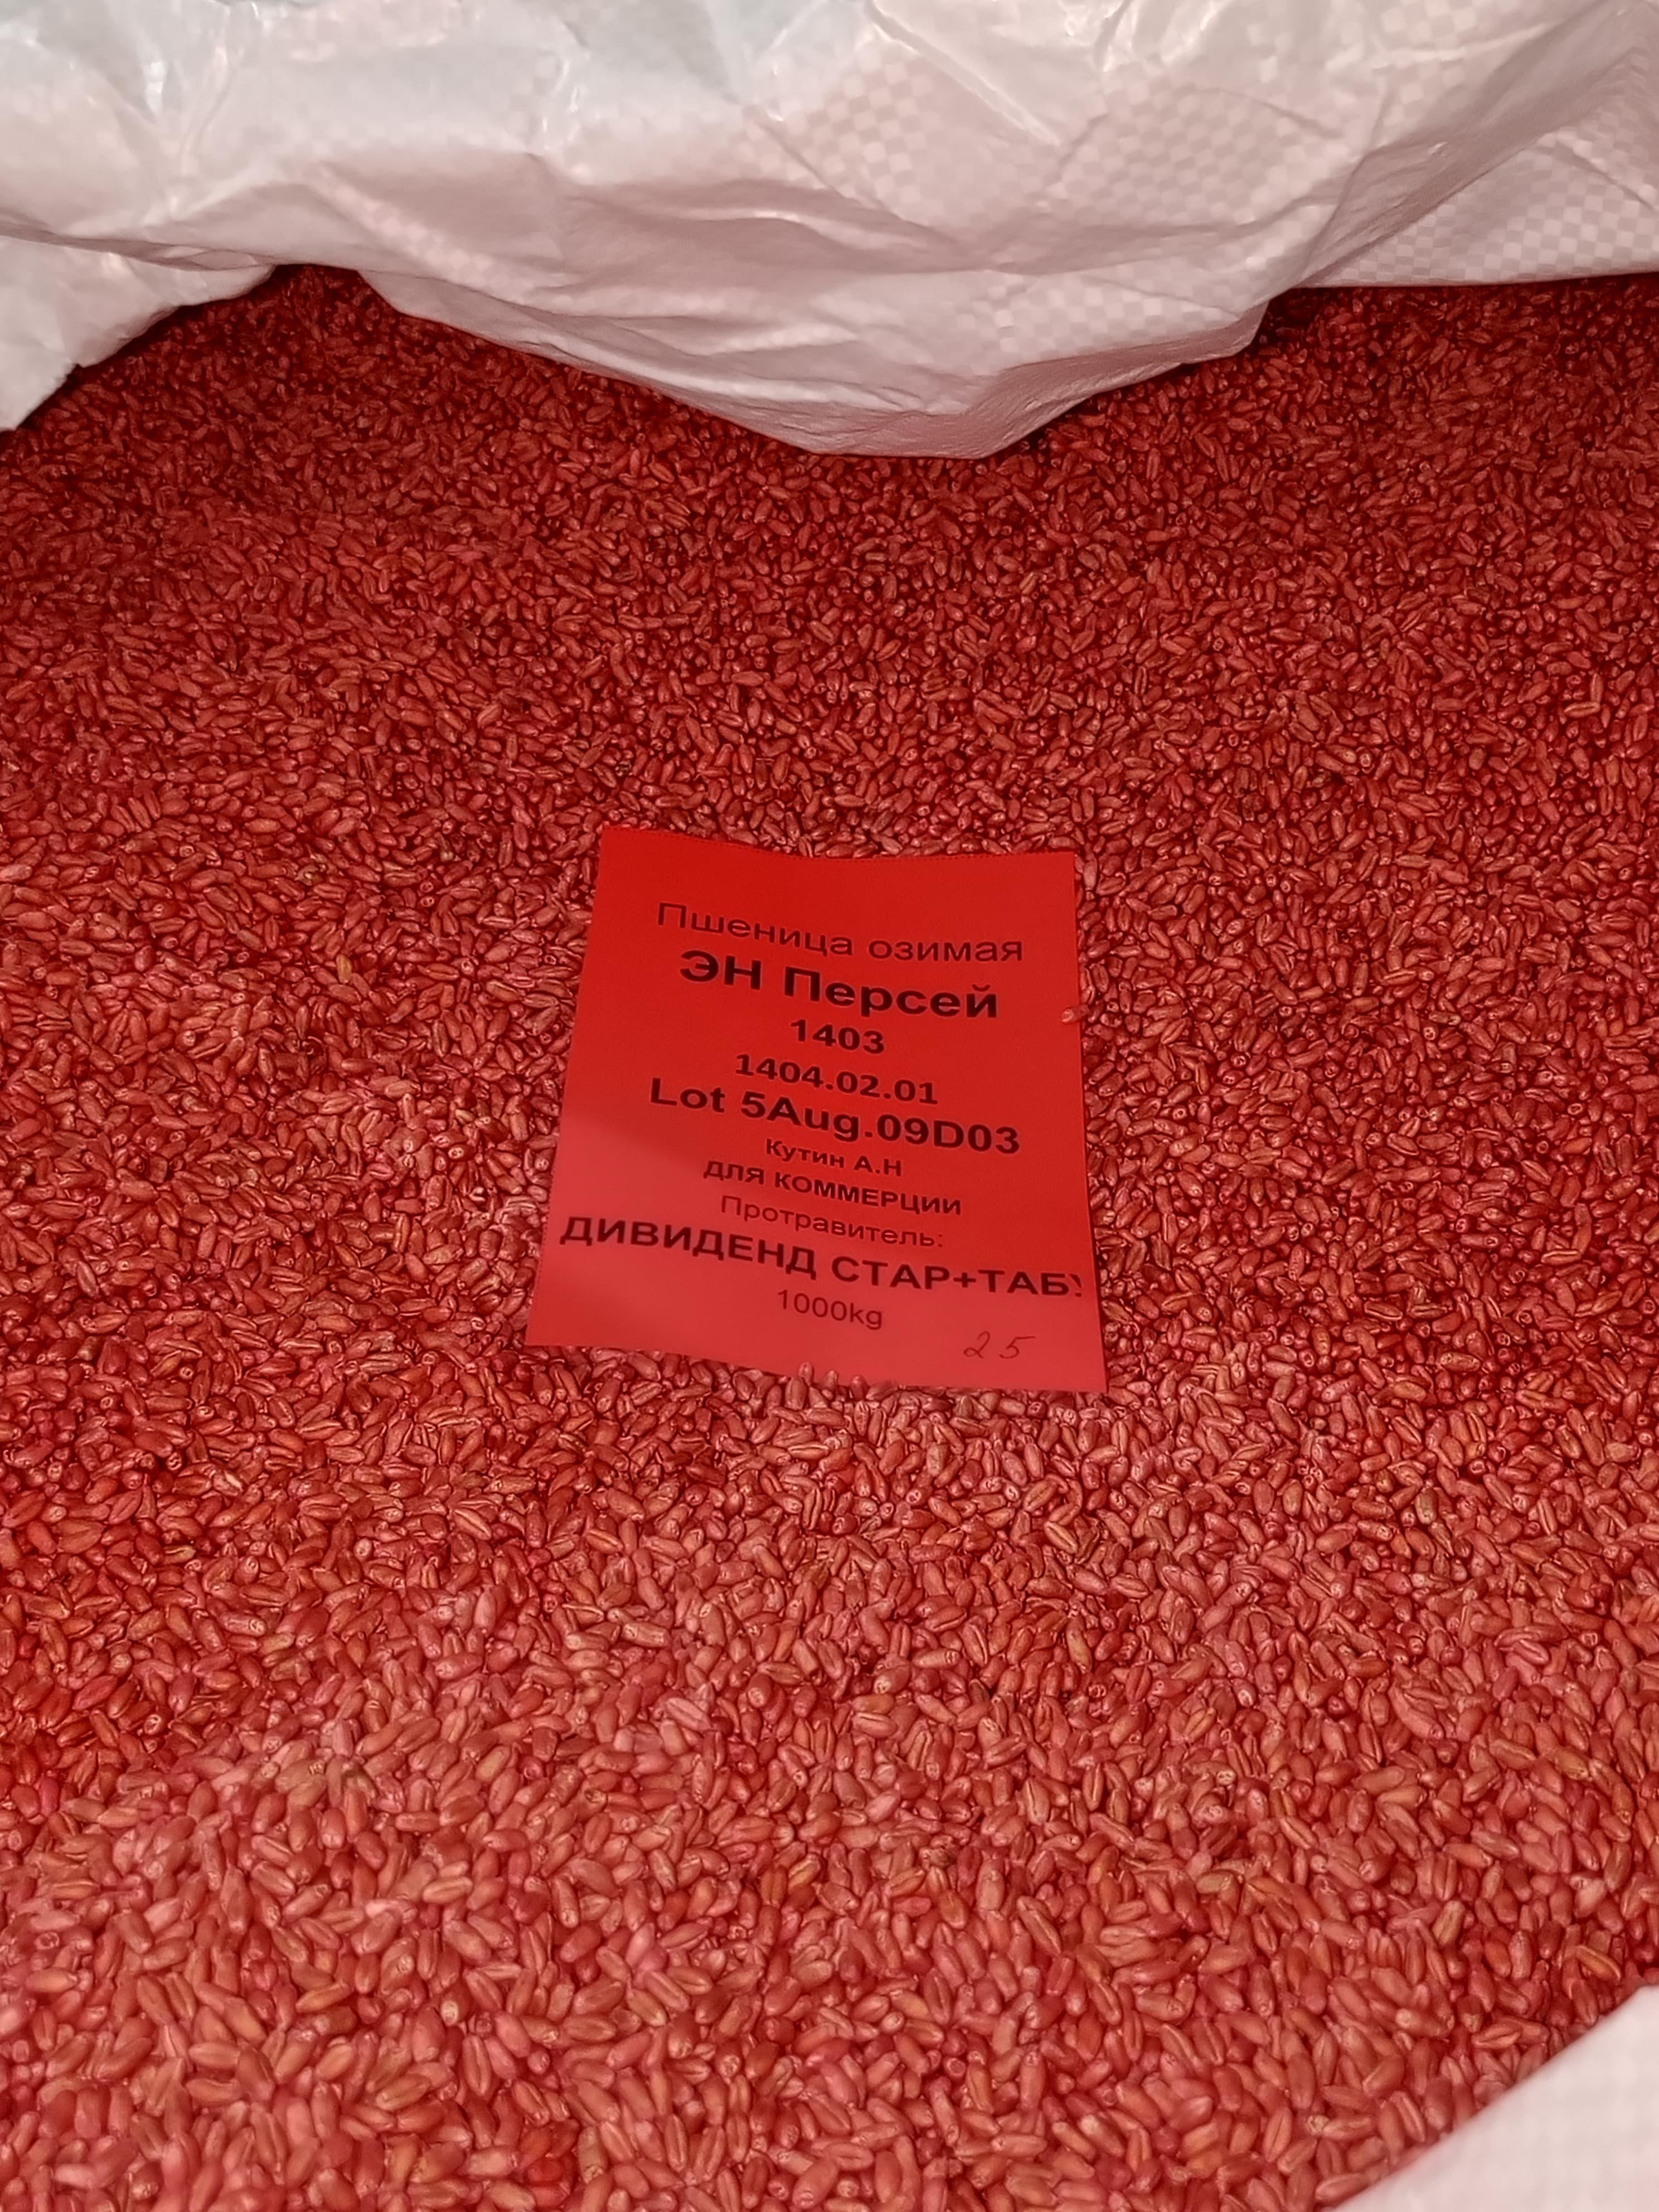 Пшеница озимая
ЭН Персей
1403
1404.02.01
Lot 5Aug.09D03
Кутин А.Н
ДЛЯ КОММЕРЦИИ
Протравитель:
ДИВИДЕНД СТАР+ТАБ
1000kg
25